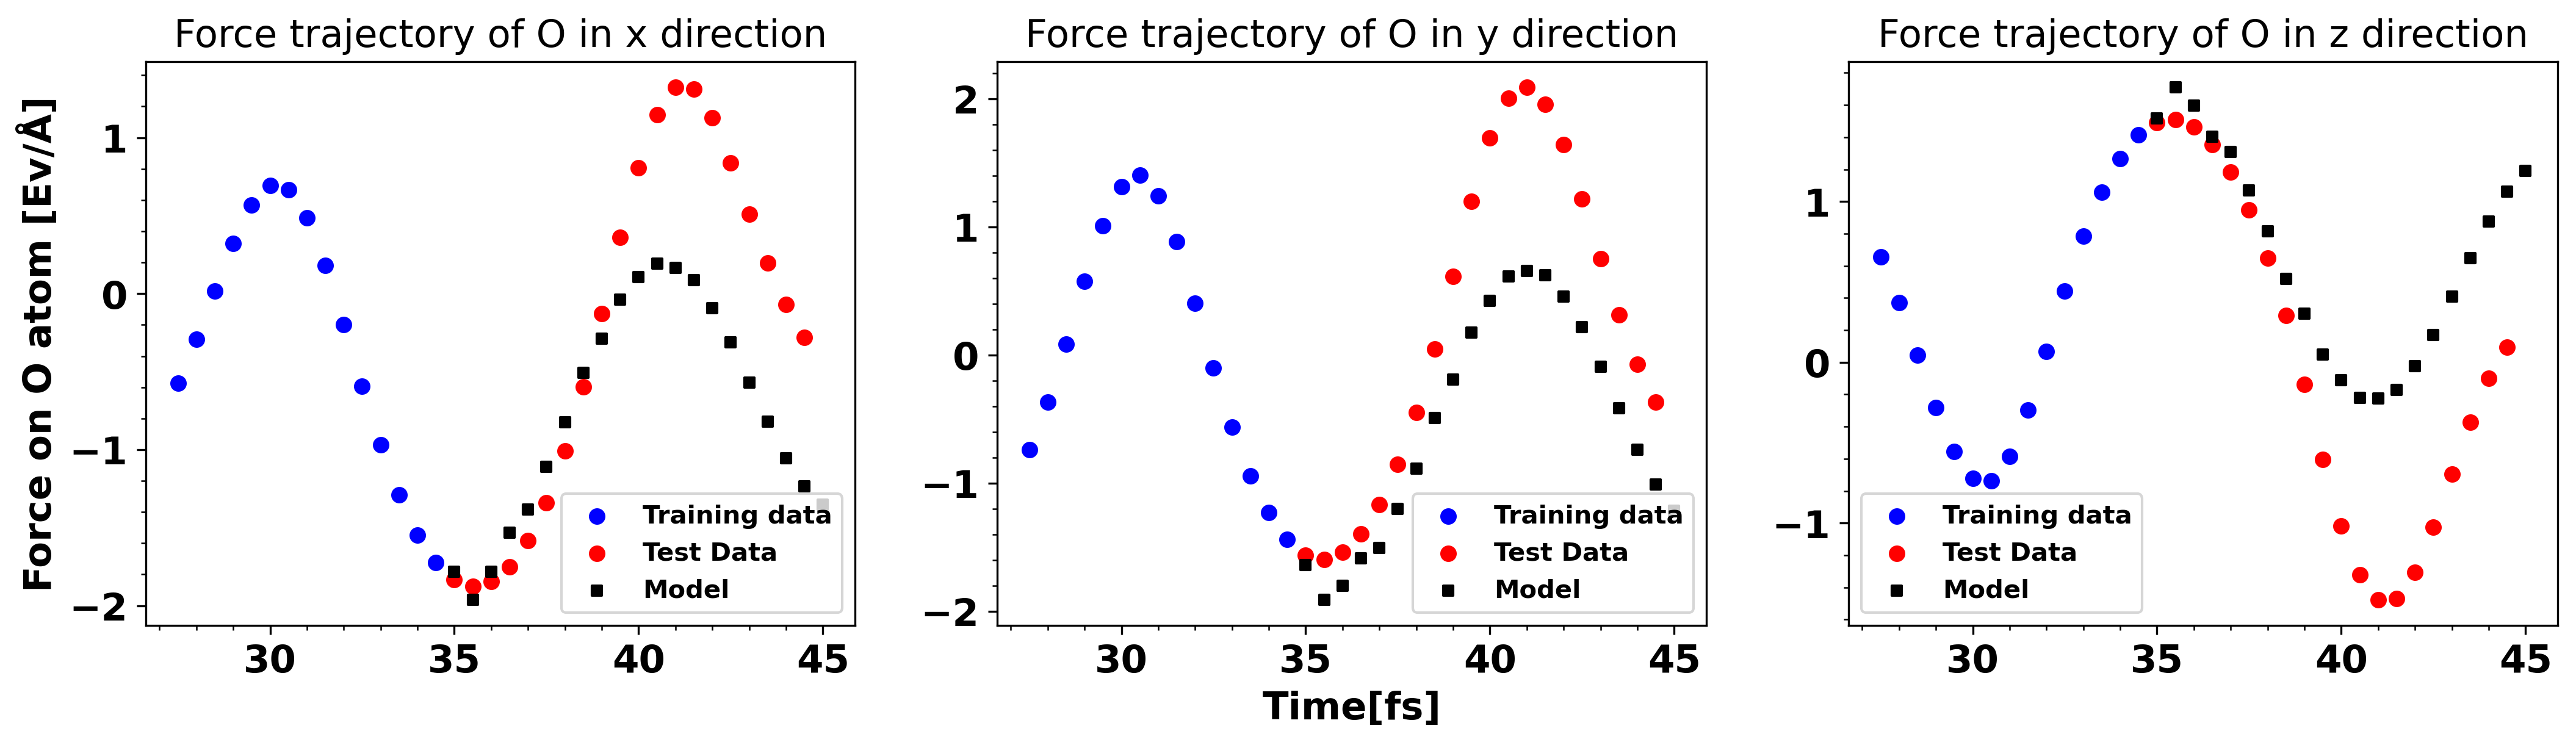 Force trajectory of O in x direction
Force on O atom [Ev/Å]
1
0
−1
−2
30
35
40
45
Training data
Test Data
Model
Force trajectory of O in y direction
2
1
0
−1
−2
30
35
40
45
Training data
Test Data
Model
Time[fs]
Force trajectory of O in z direction
1
0
−1
30
35
40
45
Training data
Test Data
Model